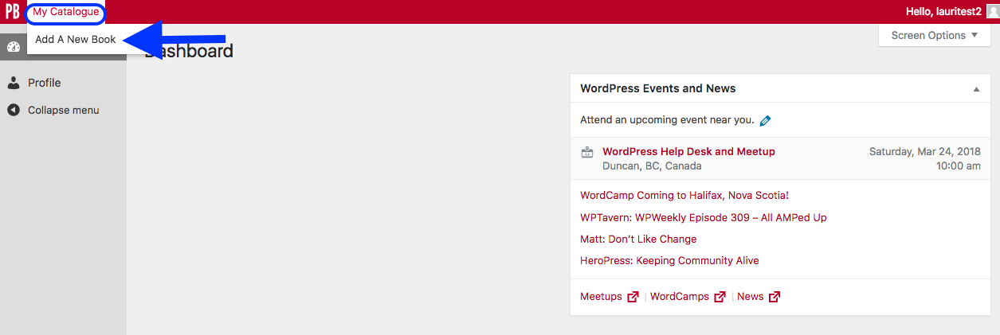 PB My Catalogue Hello, lauritest2
Add A New Book
Screen Options
Dashboard
Profile
Collapse menu
WordPress Events and News
Attend an upcoming event near you.
WordPress Help Desk and Meetup Saturday, Mar 24, 2018
Duncan, BC, Canada 10:00 am
WordCamp Coming to Halifax, Nova Scotia!
WPTavern: WPWeekly Episode 309 – All AMPed Up
Matt: Don’t Like Change
HeroPress: Keeping Community Alive
Meetups | WordCamps | News